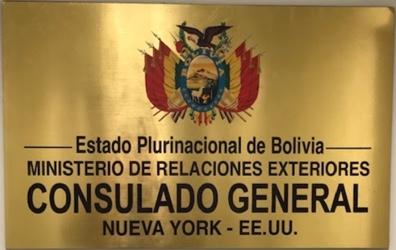 Estado Plurinacional de Bolivia
MINISTERIO DE RELACIONES EXTERIORES
CONSULADO GENERAL
NUEVA YORK - EE.UU.